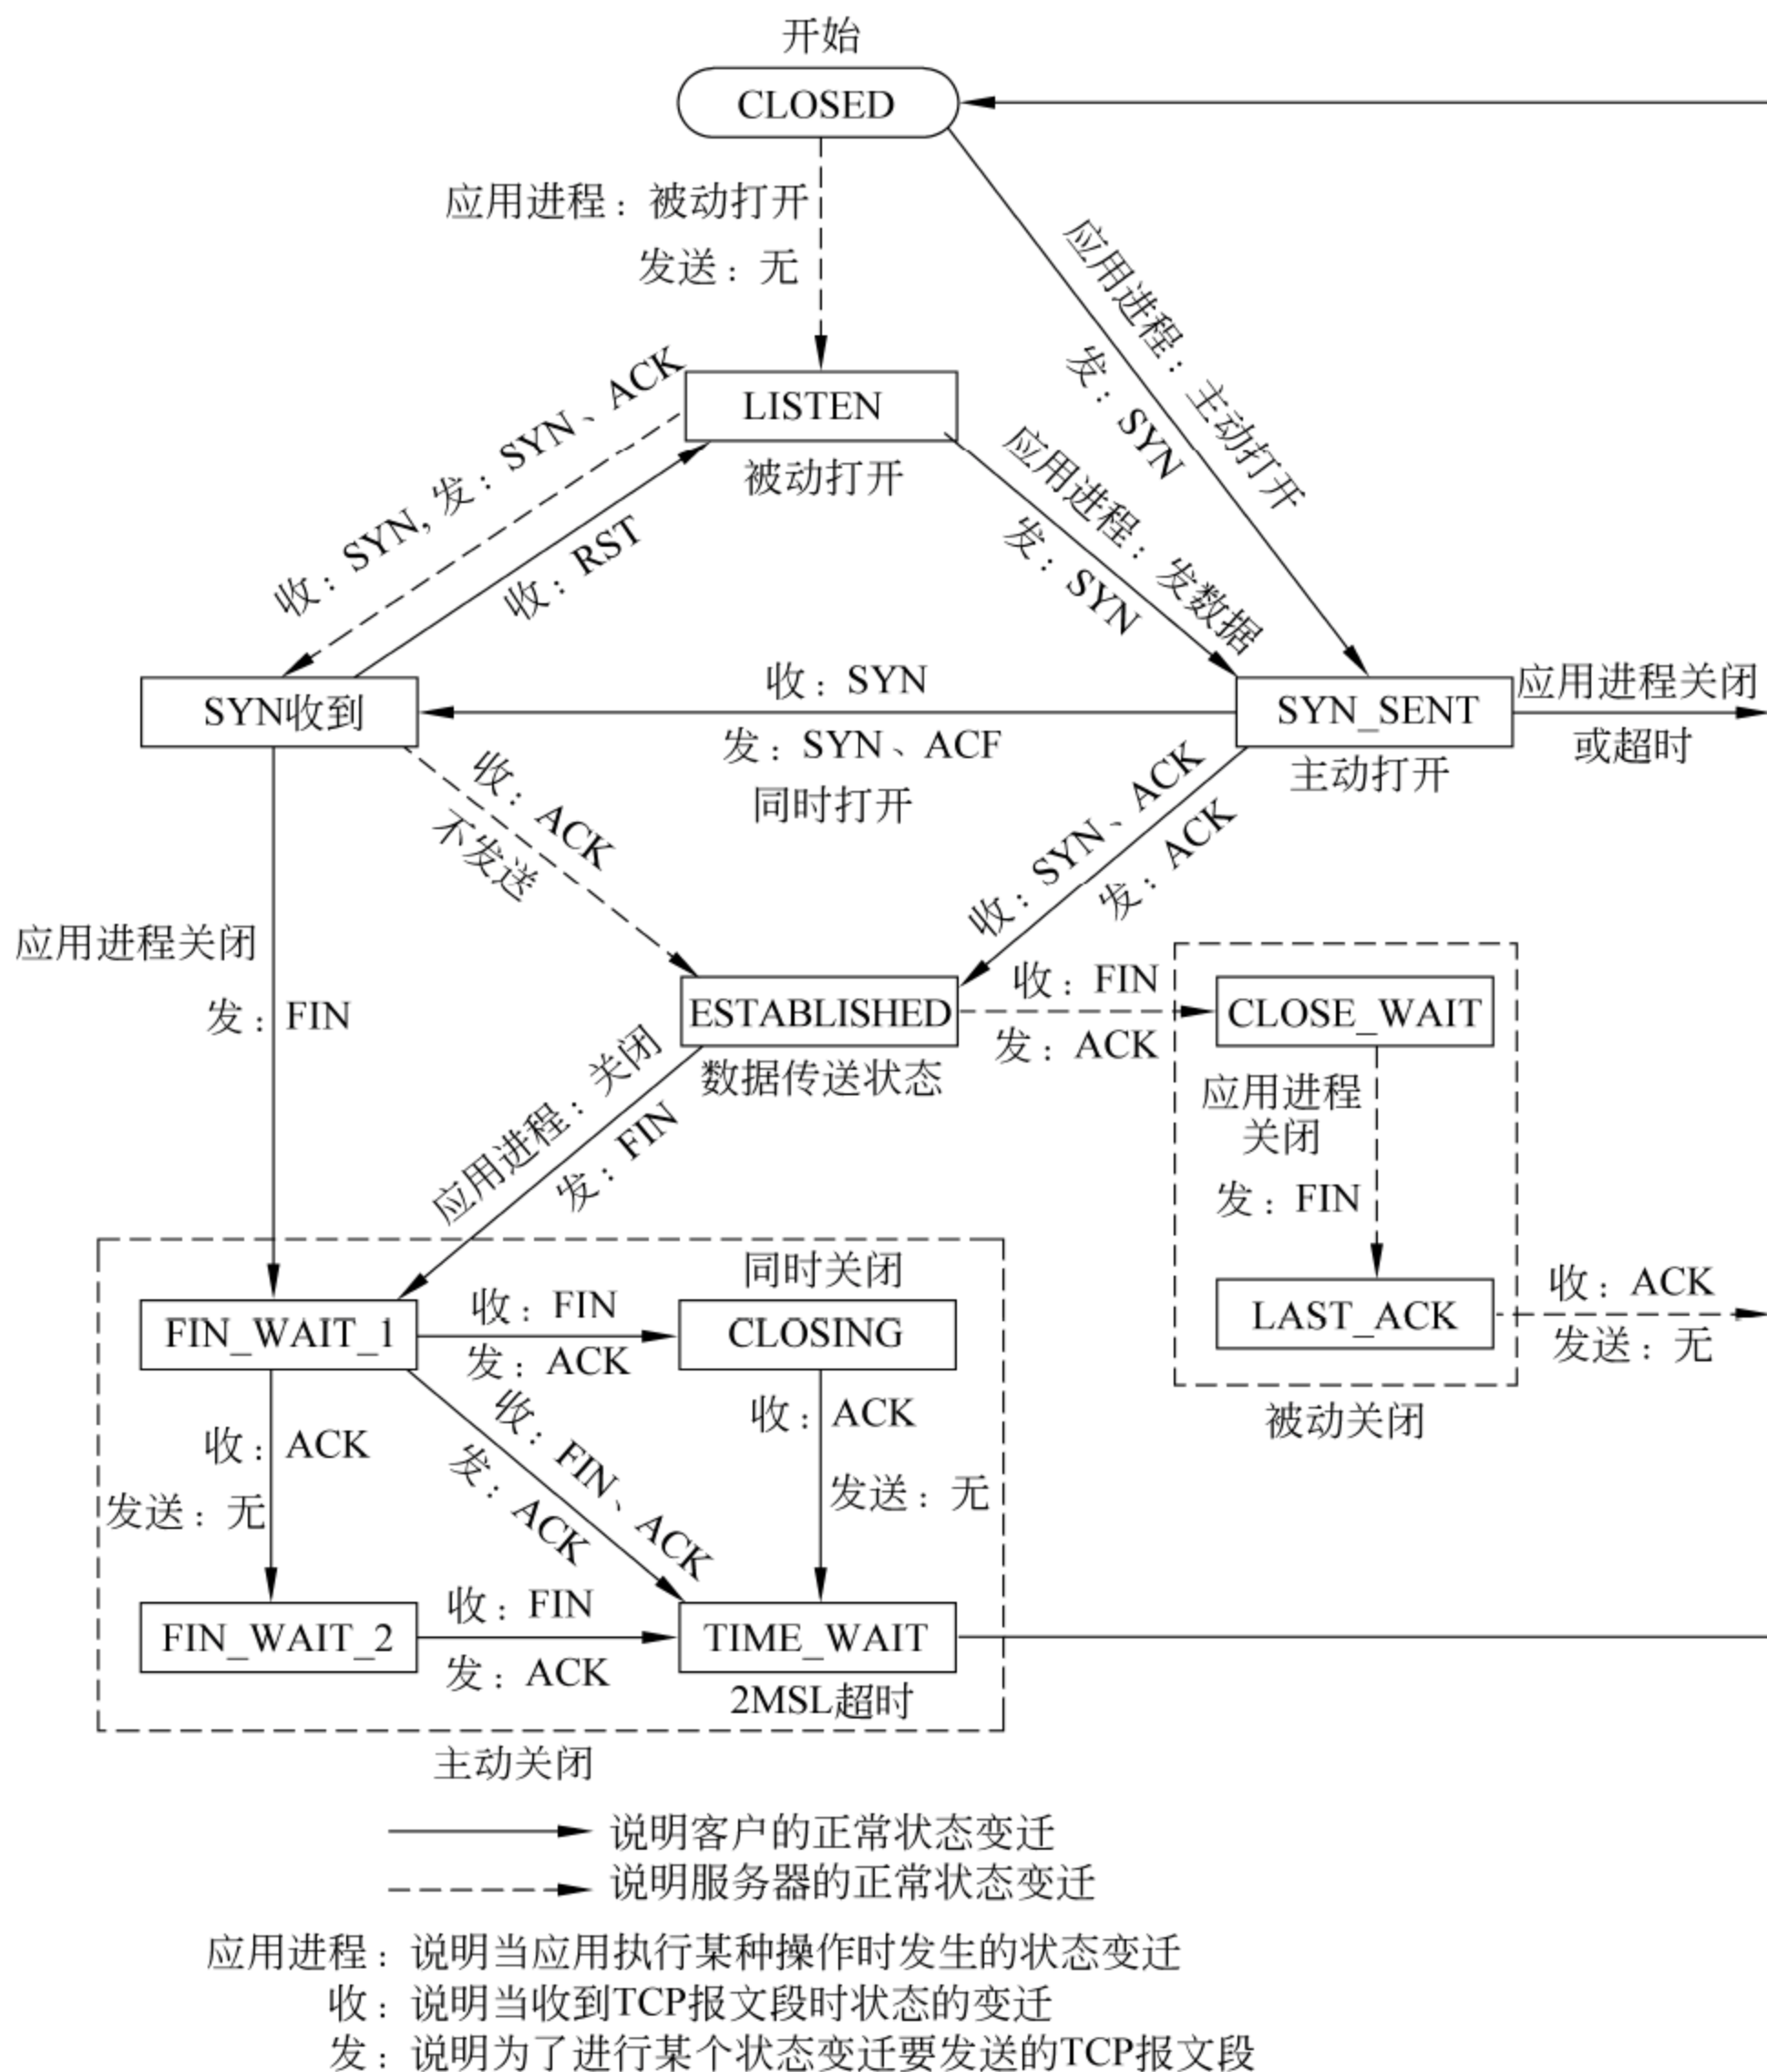 开始
CLOSED
应用进程：被动打开
发送：无
应用进程：主动打开
发：SYN
LISTEN
被动打开
收：SYN, 发：SYN、ACK
收：RST
应用进程：发数据
发：SYN
SYN收到
收：SYN
发：SYN、ACF
同时打开
SYN_SENT
主动打开
应用进程关闭
或超时
收：ACK
不发送
收：SYN、ACK
发：ACK
应用进程关闭
发：FIN
ESTABLISHED
数据传送状态
收：FIN
发：ACK
CLOSE_WAIT
应用进程
关闭
发：FIN
LAST_ACK
收：ACK
发送：无
被动关闭
应用进程：关闭
发：FIN
同时关闭
FIN_WAIT_1
收：FIN
发：ACK
CLOSING
收：ACK
发送：无
收：FIN、ACK
发：ACK
收：ACK
发送：无
FIN_WAIT_2
收：FIN
发：ACK
TIME_WAIT
2MSL超时
主动关闭
说明客户的正常状态变迁
说明服务器的正常状态变迁
应用进程：说明当应用执行某种操作时发生的状态变迁
收：说明当收到TCP报文段时状态的变迁
发：说明为了进行某个状态变迁要发送的TCP报文段